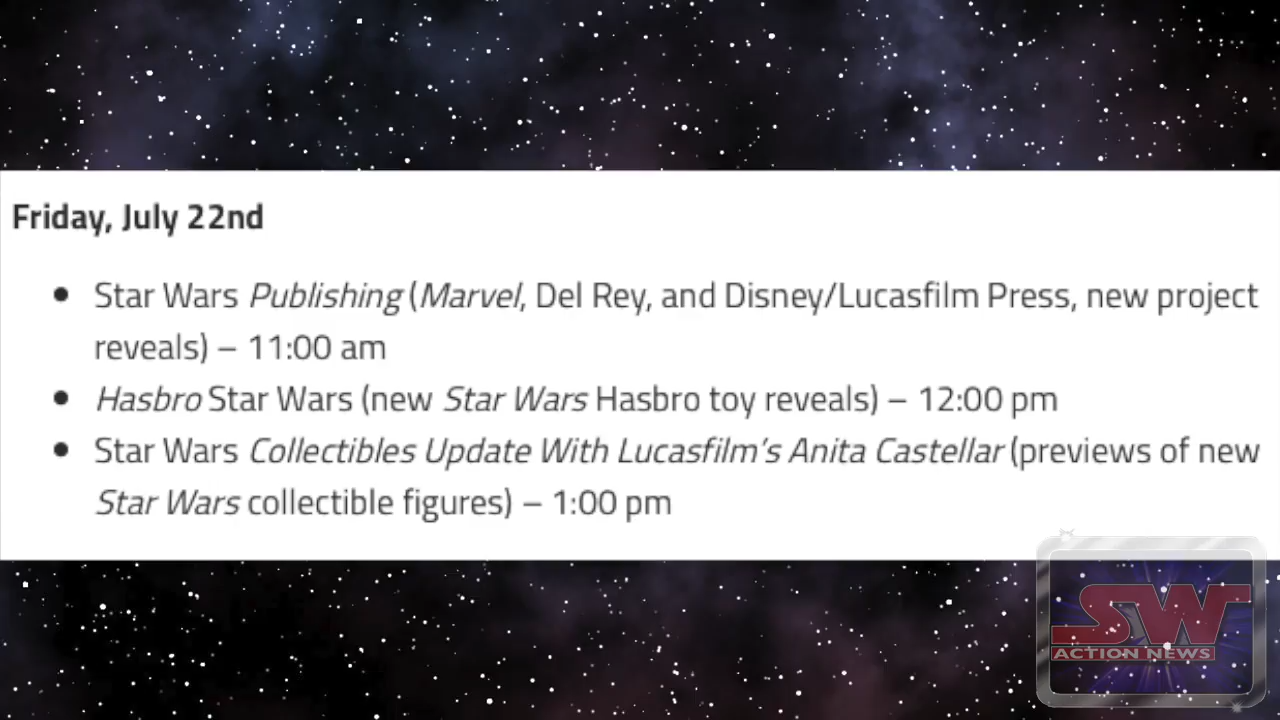 Friday, July 22nd
• Star Wars Publishing (Marvel, Del Rey, and Disney/Lucasfilm Press, new project
reveals) – 11:00 am
• Hasbro Star Wars (new Star Wars Hasbro toy reveals) – 12:00 pm
• Star Wars Collectibles Update With Lucasfilm's Anita Castellar (previews of new
Star Wars collectible figures) – 1:00 pm
SW
ACTION NEWS